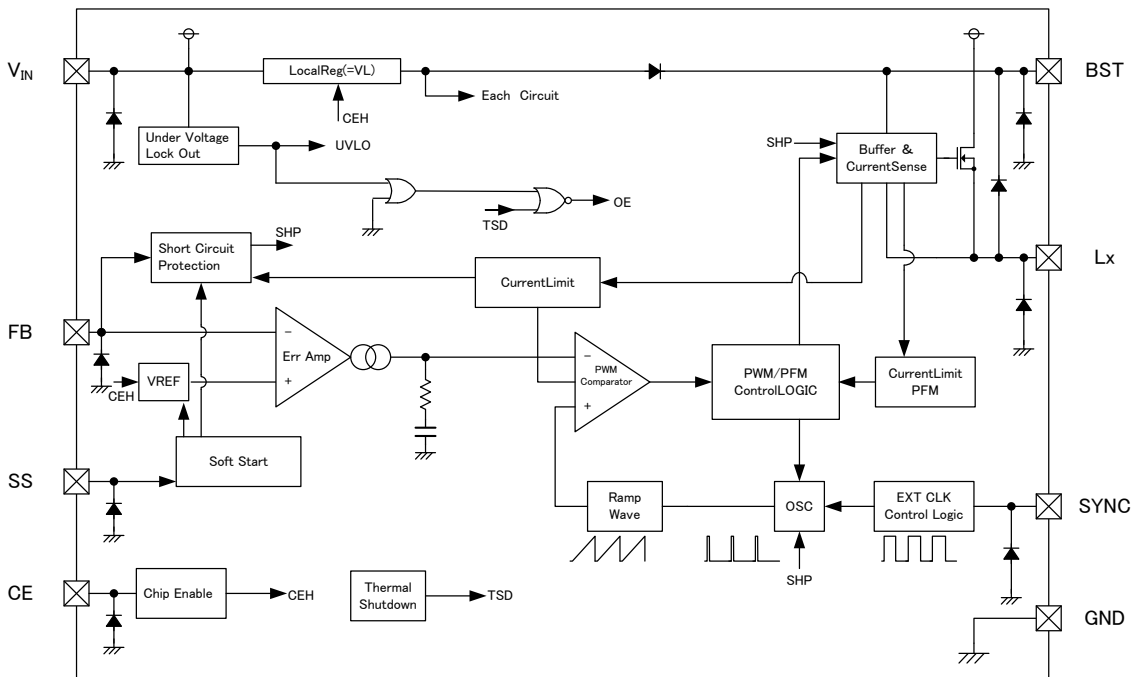 VIN
LocalReg(=VL)
BST
Each Circuit
CEH
Under Voltage
Lock Out
UVLO
SHP
Buffer &
CurrentSense
OE
TSD
SHP
Short Circuit
Protection
Lx
CurrentLimit
FB
−
Err Amp
+
−
PWM
Comparator
+
PWM/PFM
ControlLOGIC
CurrentLimit
PFM
VREF
CEH
Soft Start
SS
Ramp
Wave
OSC
EXT CLK
Control Logic
SYNC
SHP
CE
Chip Enable
CEH
Thermal
Shutdown
TSD
GND